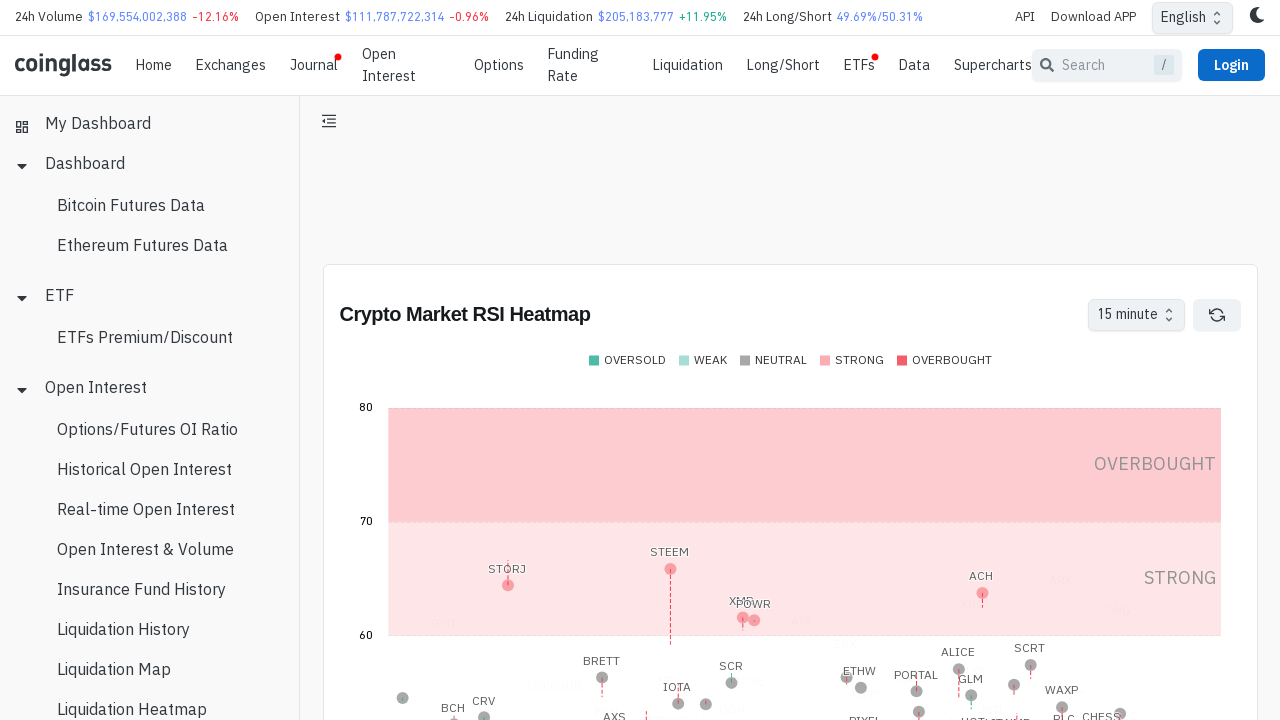 24h Volume $169,554,002,388 -12.16% Open Interest $111,787,722,314 -0.96% 24h Liquidation $205,183,777 +11.95% 24h Long/Short 49.69%/50.31% API Download APP English
coinglass Home Exchanges Journal Open Interest Options Funding Rate Liquidation Long/Short ETFs Data Supercharts Search / Login
My Dashboard
Dashboard
Bitcoin Futures Data
Ethereum Futures Data
ETF
ETFs Premium/Discount
Open Interest
Options/Futures OI Ratio
Historical Open Interest
Real-time Open Interest
Open Interest & Volume
Insurance Fund History
Liquidation History
Liquidation Map
Liquidation Heatmap
Crypto Market RSI Heatmap 15 minute
OVERSOLD WEAK NEUTRAL STRONG OVERBOUGHT
80
OVERBOUGHT
70
STEEM
STORJ
ACH
STRONG
XMR
POWR
60
SCRT
ALICE
BRETT
SCR
ETHW
PORTAL
GLM
IOTA
WAXP
BCH
CRV
AXS
PIXEL
RLC
CHESS